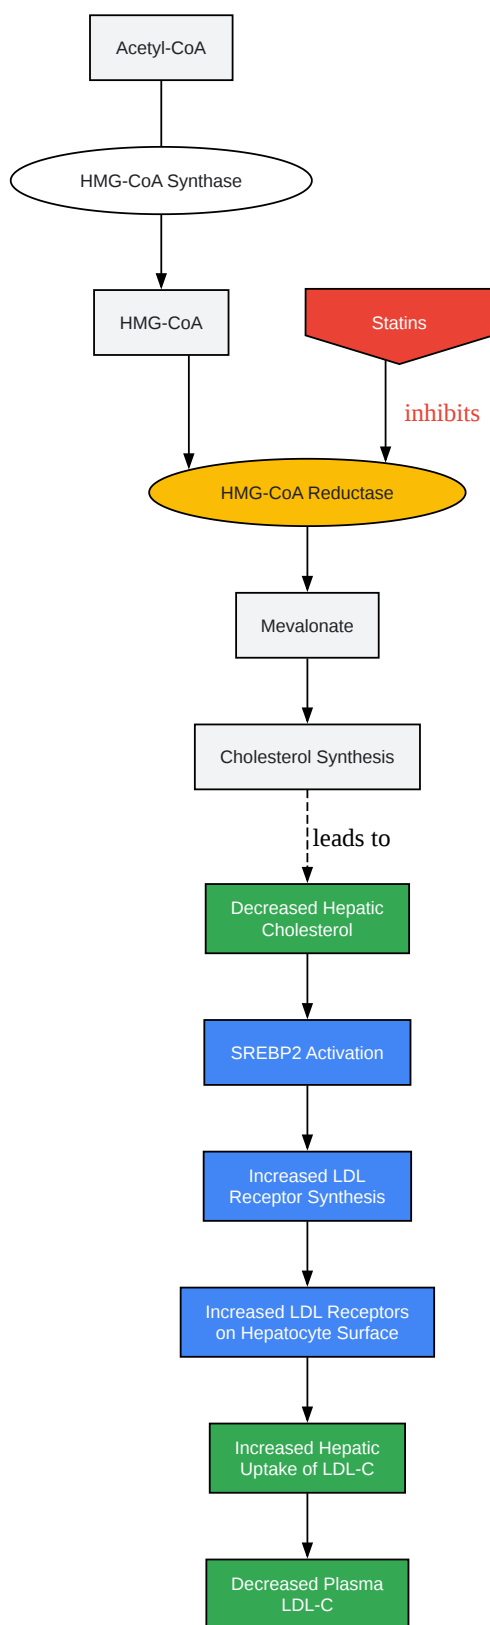 Acetyl-CoA
HMG-CoA Synthase
HMG-CoA
Statins
inhibits
HMG-CoA Reductase
Mevalonate
Cholesterol Synthesis
leads to
Decreased Hepatic
Cholesterol
SREBP2 Activation
Increased LDL
Receptor Synthesis
Increased LDL Receptors
on Hepatocyte Surface
Increased Hepatic
Uptake of LDL-C
Decreased Plasma
LDL-C